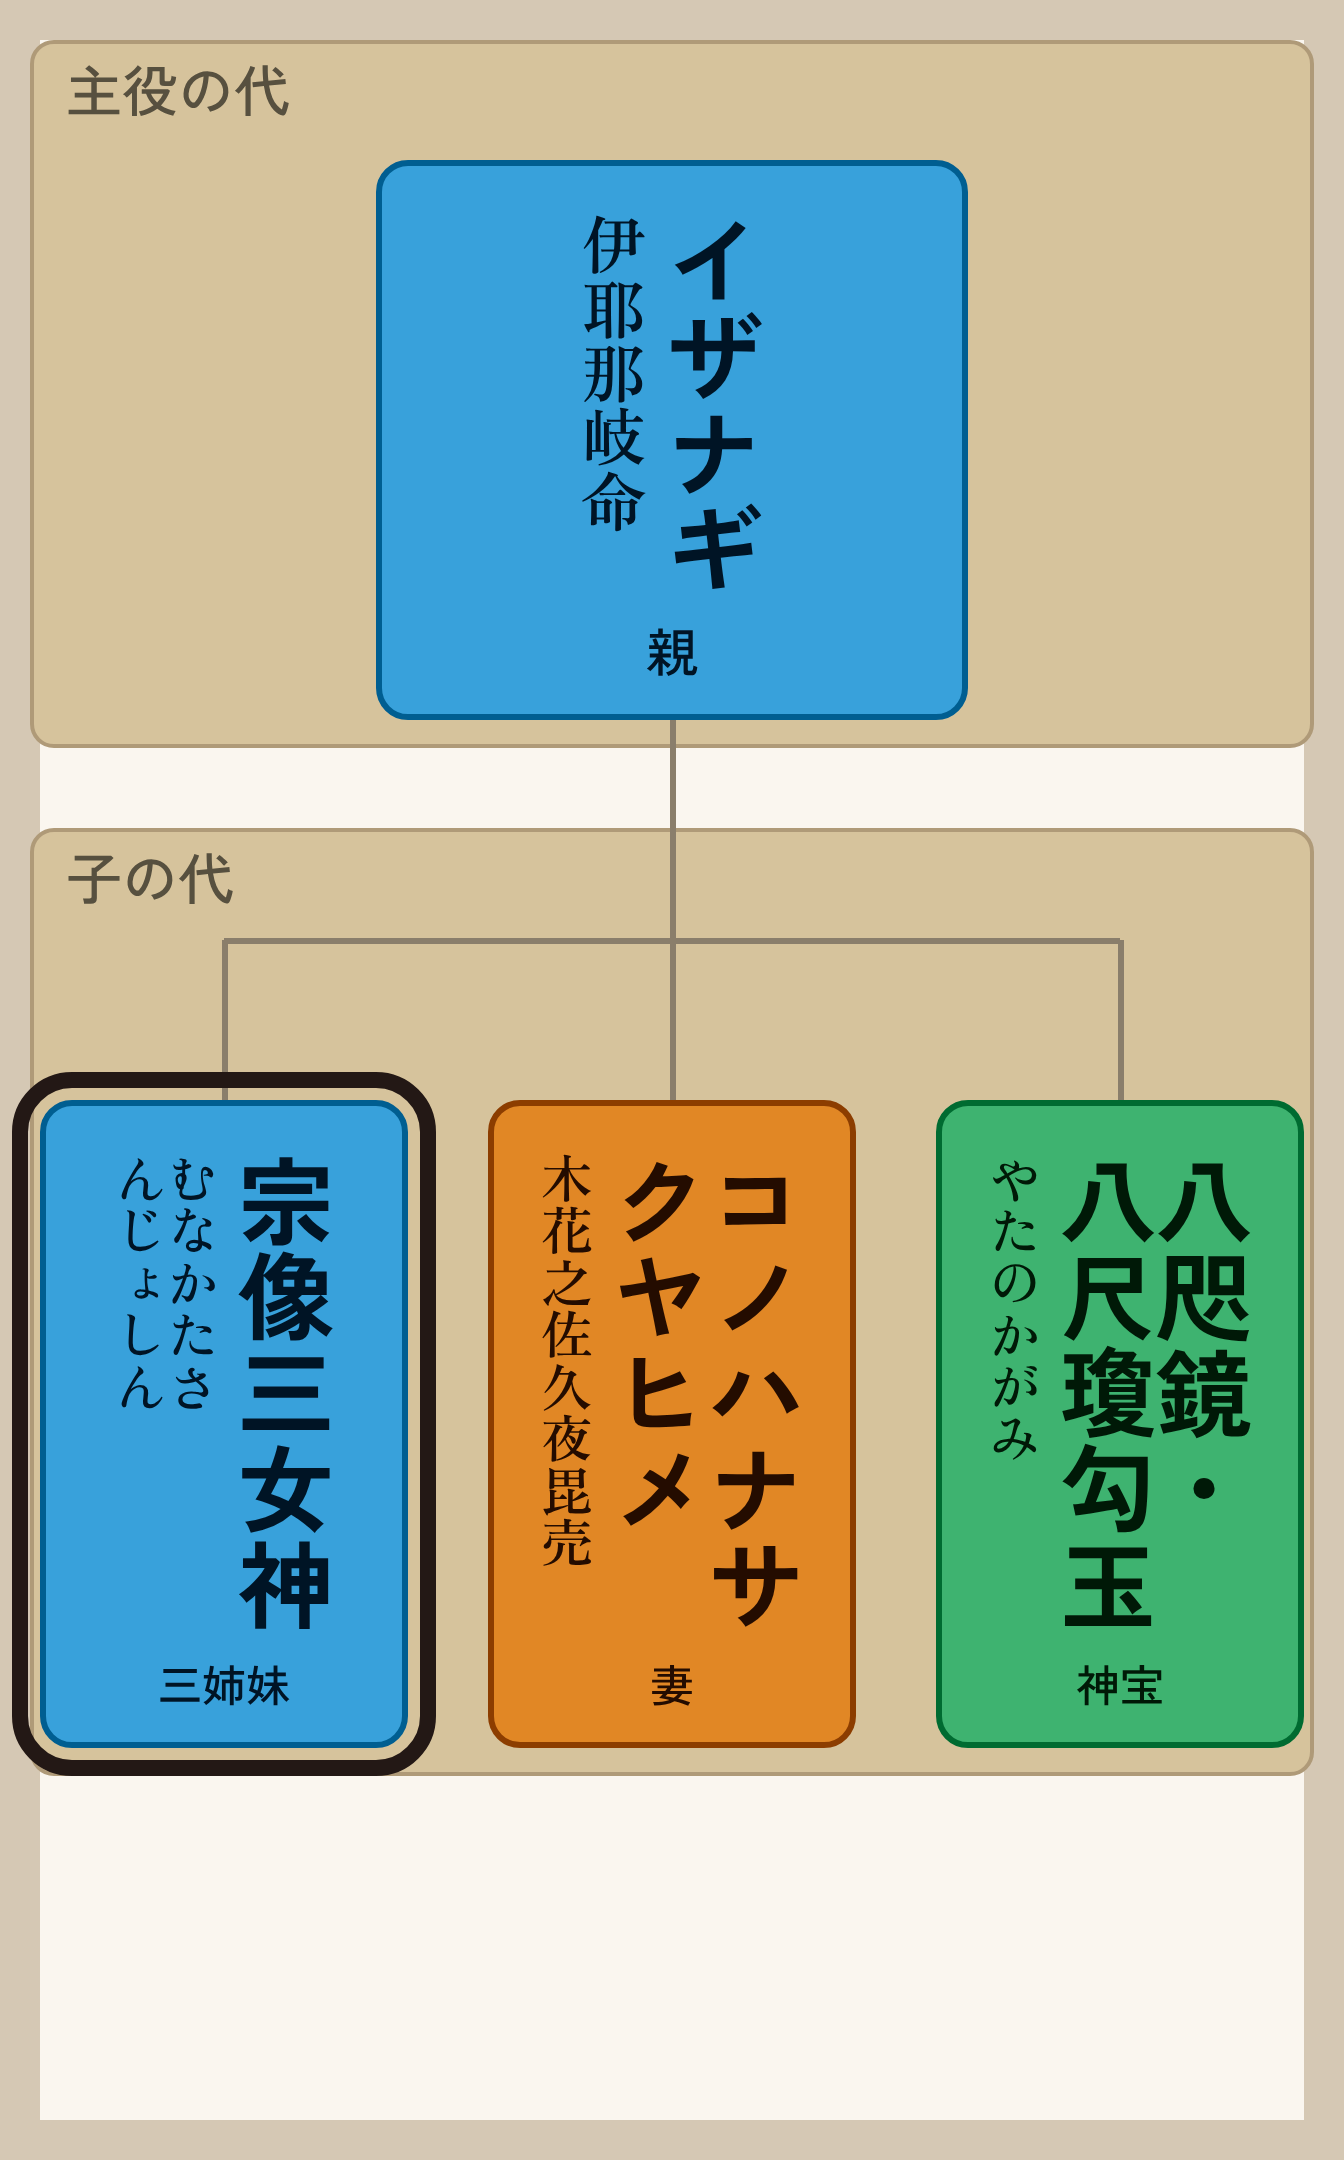 主役の代
イザナギ
伊耶那岐命
親
子の代
宗像三女神
むなかたさ
んじょしん
三姉妹
コノハナサ
クヤヒメ
木花之佐久夜毘売
妻
八咫鏡・
八尺瓊勾玉
やたのかがみ
神宝